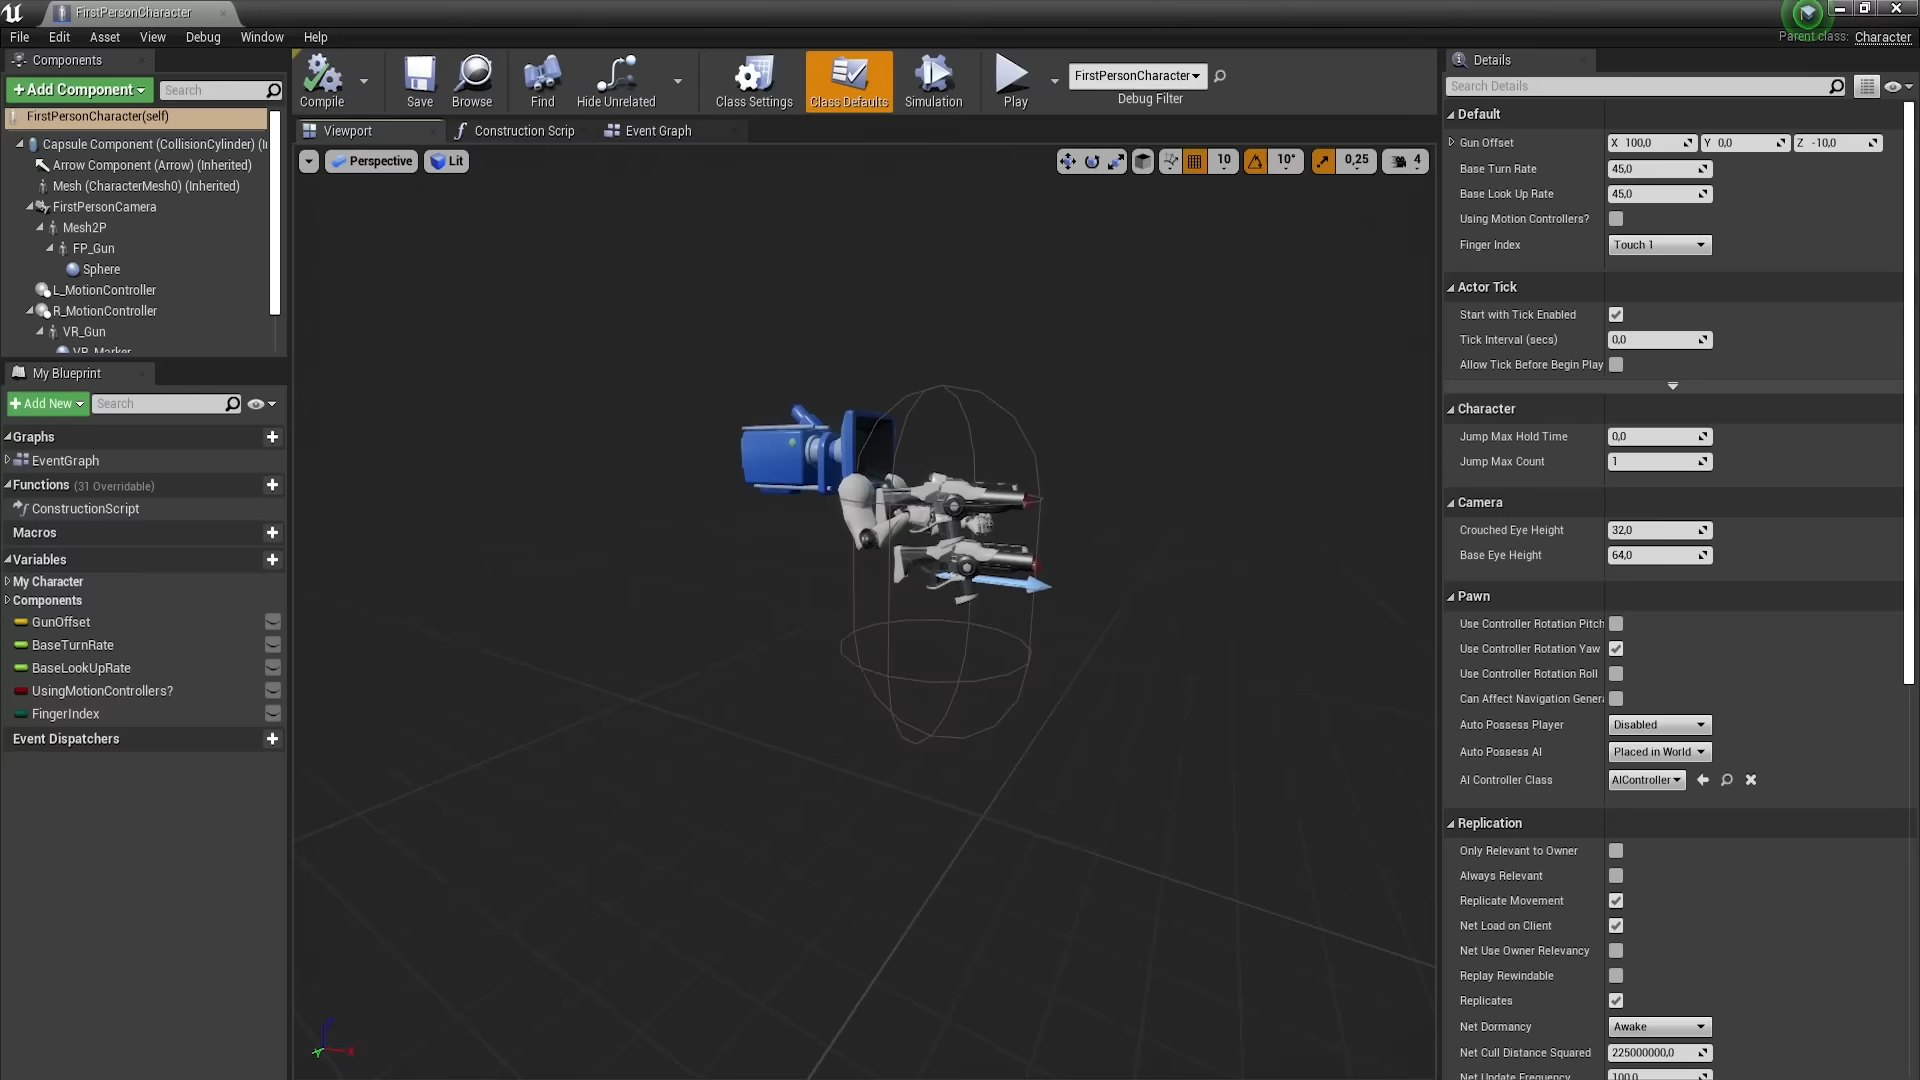 FirstPersonCharacter
File Edit Asset View Debug Window Help
Parent class: Character
Components
+Add Component
Search
FirstPersonCharacter(self)
Capsule Component (CollisionCylinder) (I
Arrow Component (Arrow) (Inherited)
Mesh (CharacterMesh0) (Inherited)
FirstPersonCamera
Mesh2P
FP_Gun
Sphere
L_MotionController
R_MotionController
VR_Gun
VR_Marker
My Blueprint
+Add New
Search
Graphs
EventGraph
Functions (31 Overridable)
ConstructionScript
Macros
Variables
My Character
Components
GunOffset
BaseTurnRate
BaseLookUpRate
UsingMotionControllers?
FingerIndex
Event Dispatchers
Compile
Save
Browse
Find
Hide Unrelated
Class Settings
Class Defaults
Simulation
Play
FirstPersonCharacter
Debug Filter
Viewport
Construction Scrip
Event Graph
Perspective
Lit
10
10°
0,25
4
Details
Search Details
Default
Gun Offset X 100,0 Y 0,0 Z -10,0
Base Turn Rate 45,0
Base Look Up Rate 45,0
Using Motion Controllers?
Finger Index Touch 1
Actor Tick
Start with Tick Enabled
Tick Interval (secs) 0,0
Allow Tick Before Begin Play
Character
Jump Max Hold Time 0,0
Jump Max Count 1
Camera
Crouched Eye Height 32,0
Base Eye Height 64,0
Pawn
Use Controller Rotation Pitch
Use Controller Rotation Yaw
Use Controller Rotation Roll
Can Affect Navigation Genera
Auto Possess Player Disabled
Auto Possess AI Placed in World
AI Controller Class AIController
Replication
Only Relevant to Owner
Always Relevant
Replicate Movement
Net Load on Client
Net Use Owner Relevancy
Replay Rewindable
Replicates
Net Dormancy Awake
Net Cull Distance Squared 225000000,0
Net Update Frequency 100,0